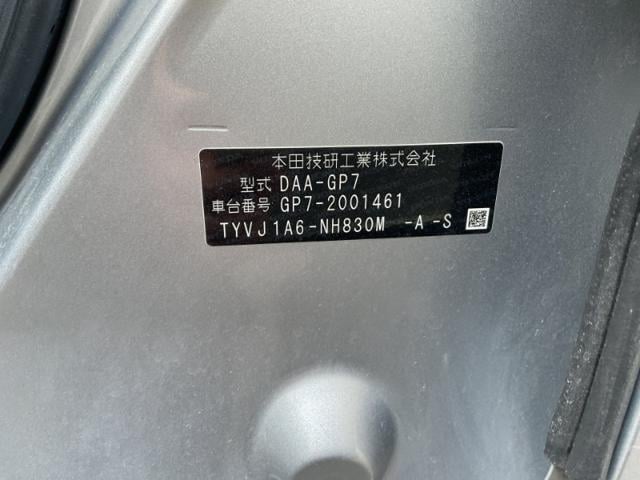 本田技研工業株式会社
型式 DAA-GP7
車台番号 GP7-2001461
TYVJ1A6-NH830M -A -S